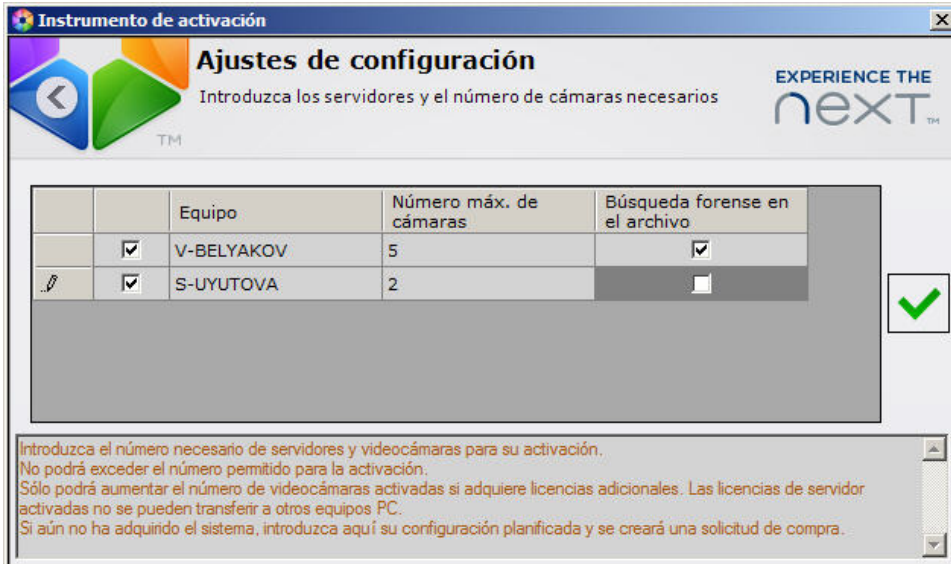 Instrumento de activación
Ajustes de configuración
Introduzca los servidores y el número de cámaras necesarios
TM
EXPERIENCE THE
next™
Equipo
Número máx. de
cámaras
Búsqueda forense en
el archivo
V-BELYAKOV
5
S-UYUTOVA
2
Introduzca el número necesario de servidores y videocámaras para su activación.
No podrá exceder el número permitido para la activación.
Sólo podrá aumentar el número de videocámaras activadas si adquiere licencias adicionales. Las licencias de servidor
activadas no se pueden transferir a otros equipos PC.
Si aún no ha adquirido el sistema, introduzca aquí su configuración planificada y se creará una solicitud de compra.